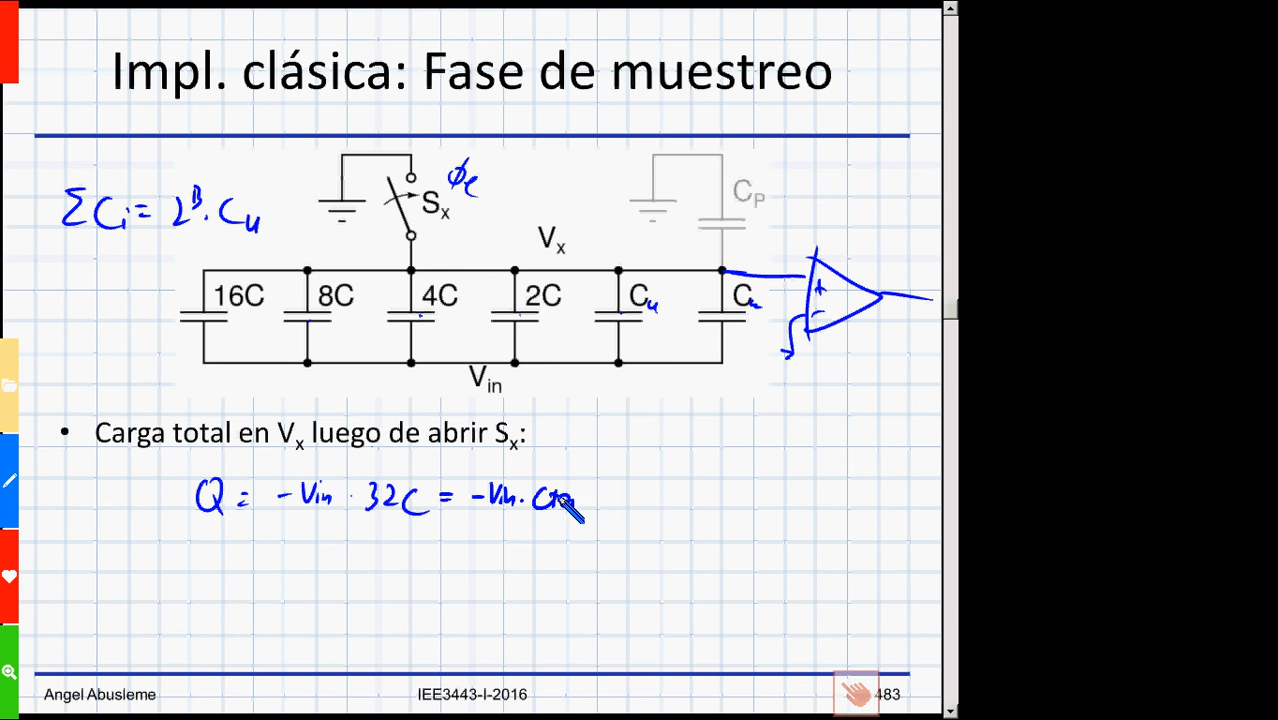 Impl. clásica: Fase de muestreo
ΣCi = 2^B · Cu
ϕe
Sx
CP
Vx
16C 8C 4C 2C Cu Cu
+
-
Vin
• Carga total en Vx luego de abrir Sx:
Q = -Vin · 32C = -Vin ·
Angel Abusleme IEE3443-I-2016 483